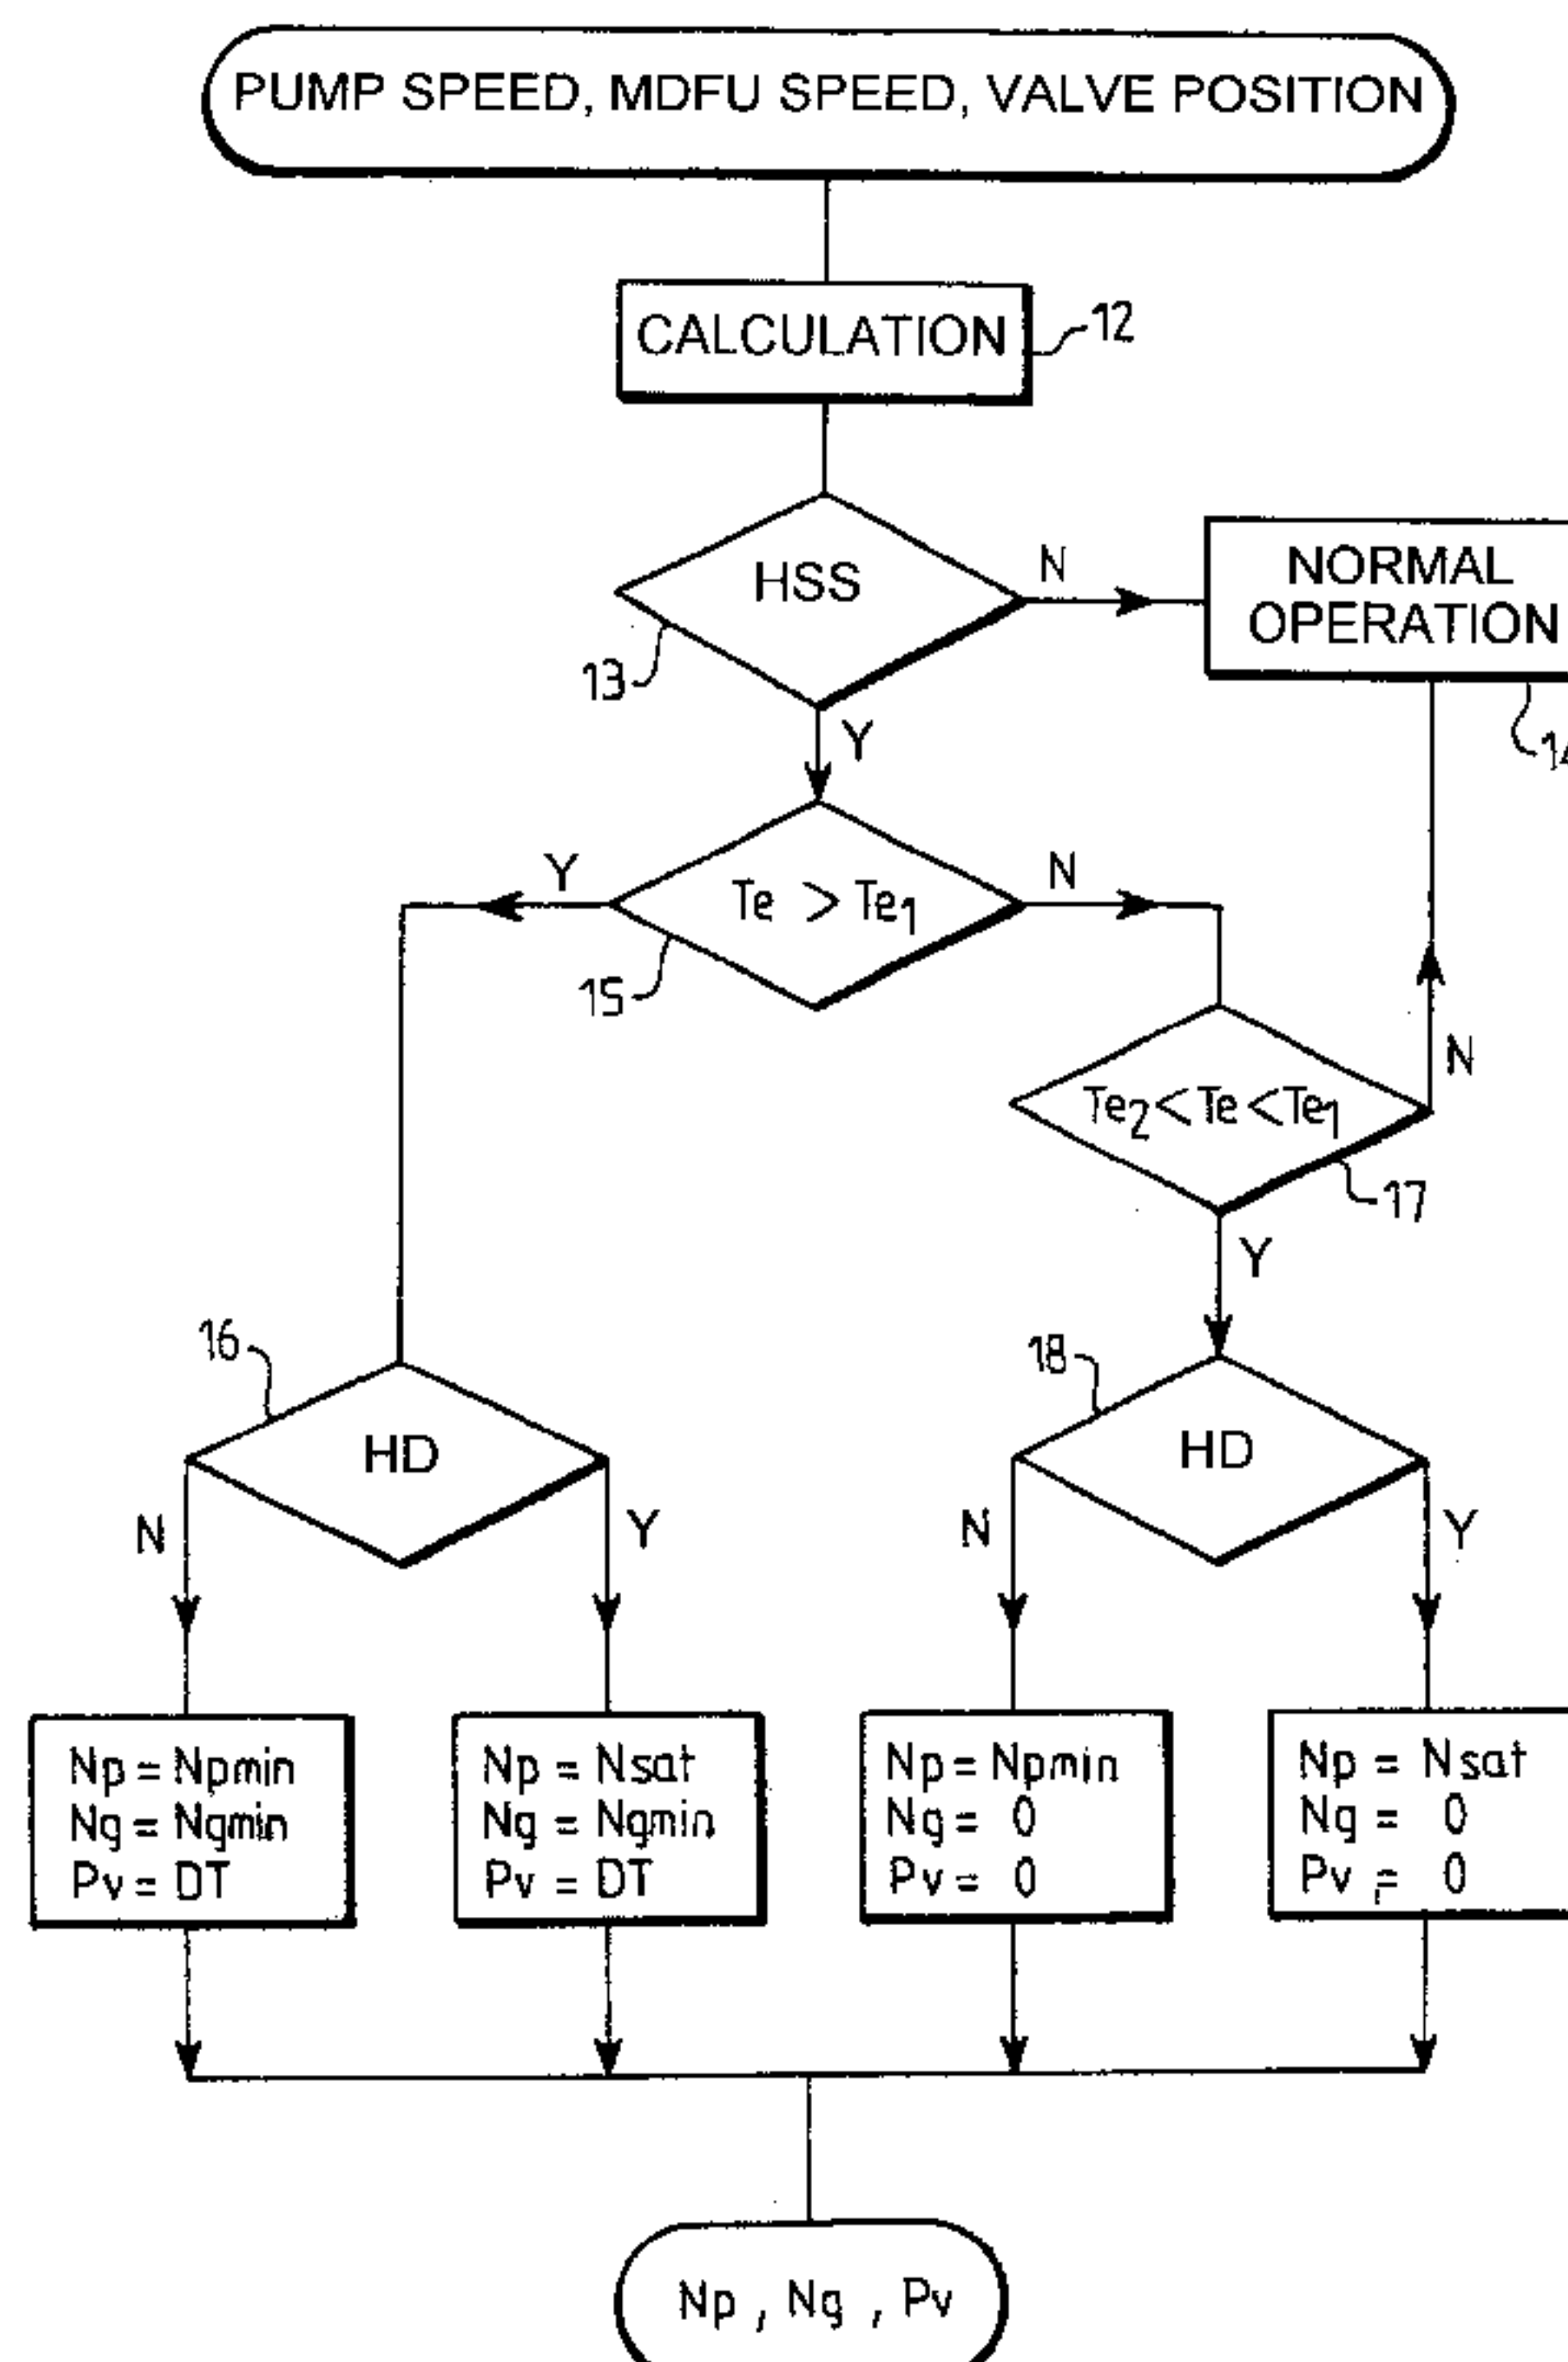 PUMP SPEED, MDFU SPEED, VALVE POSITION
CALCULATION
12
HSS
N
NORMAL
OPERATION
13
Y
Y
Te > Te1
N
15
N
Te2 < Te < Te1
17
Y
16
18
HD
HD
N
Y
N
Y
Np = Npmin
Ng = Ngmin
Pv = DT
Np = Nsat
Ng = Ngmin
Pv = DT
Np = Npmin
Ng = 0
Pv = 0
Np = Nsat
Ng = 0
Pv = 0
Np , Ng , Pv